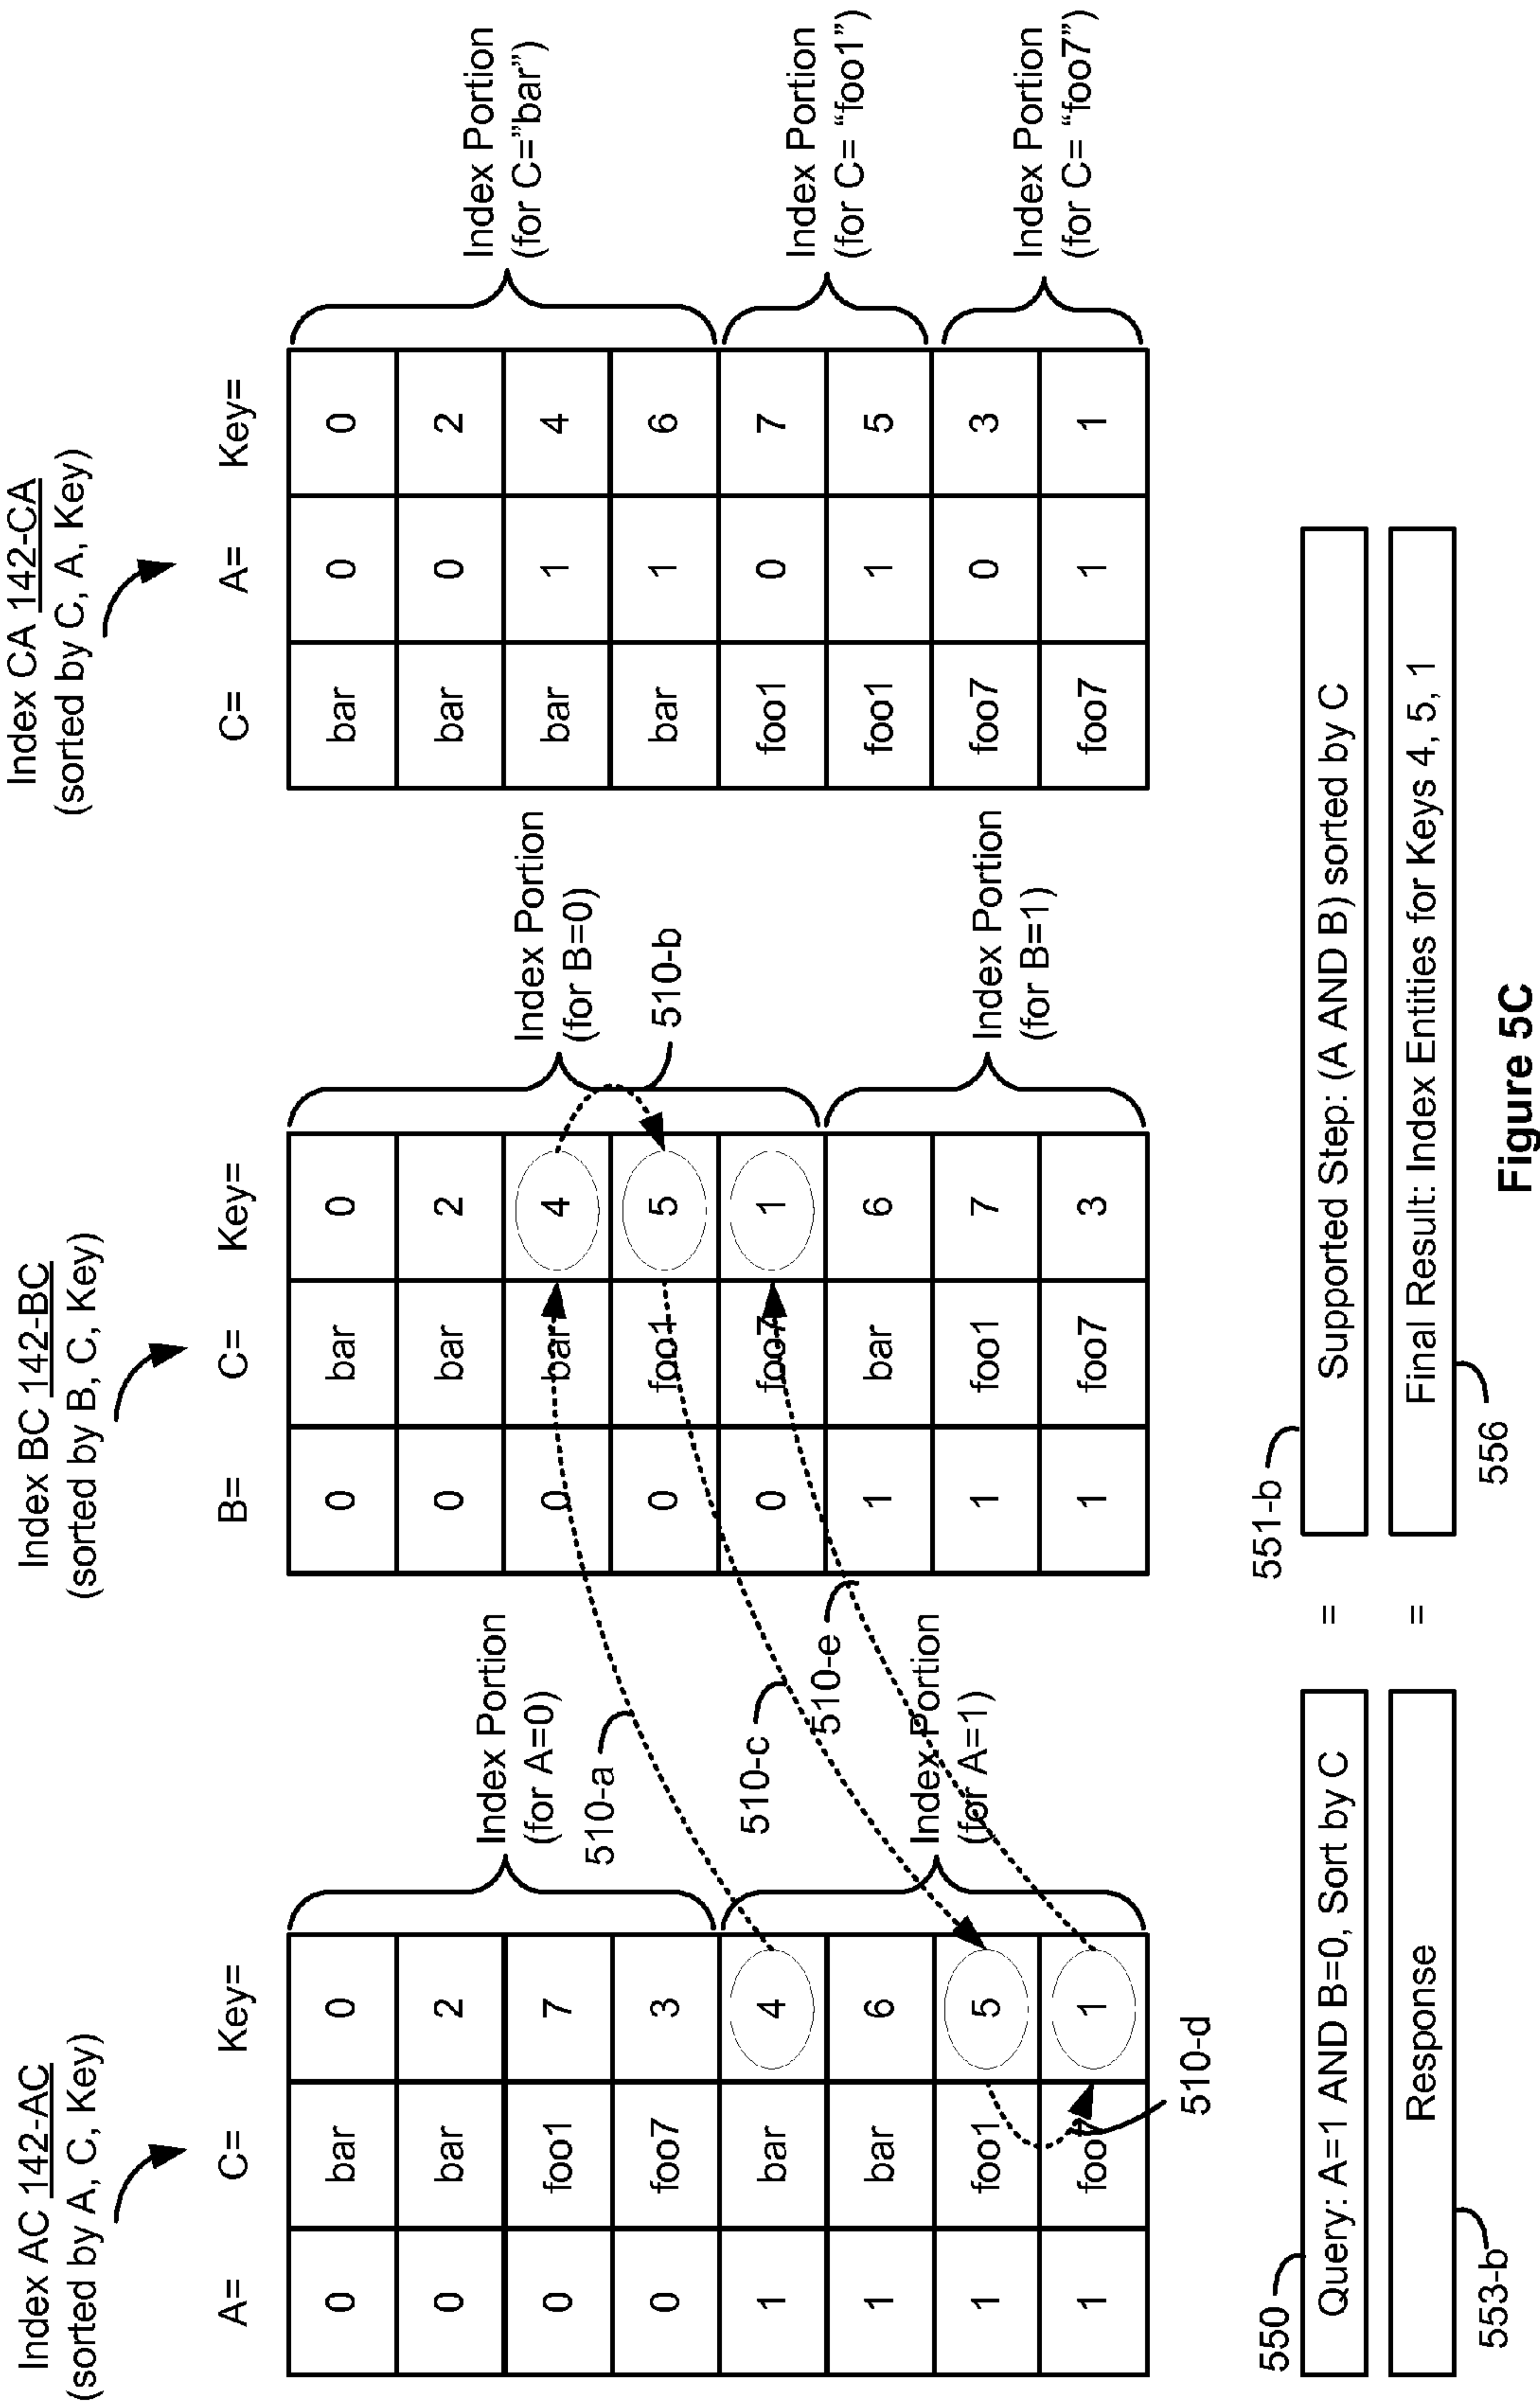 Index AC 142-AC
(sorted by A, C, Key)
A= C= Key=
0 bar 0
0 bar 2
0 foo1 7
0 foo7 3
1 bar 4
1 bar 6
1 foo1 5
1 foo7 1
Index Portion
(for A=0)
Index Portion
(for A=1)
510-a
510-c
510-e
510-d
Index BC 142-BC
(sorted by B, C, Key)
B= C= Key=
0 bar 0
0 bar 2
0 bar 4
0 foo1 5
0 foo7 1
1 bar 6
1 foo1 7
1 foo7 3
Index Portion
(for B=0)
510-b
Index Portion
(for B=1)
Index CA 142-CA
(sorted by C, A, Key)
C= A= Key=
bar 0 0
bar 0 2
bar 1 4
bar 1 6
foo1 0 7
foo1 1 5
foo7 0 3
foo7 1 1
Index Portion
(for C="bar")
Index Portion
(for C= “foo1”)
Index Portion
(for C= “foo7”)
550
551-b
Query: A=1 AND B=0, Sort by C = Supported Step: (A AND B) sorted by C
Response = Final Result: Index Entities for Keys 4, 5, 1
553-b
556
Figure 5C